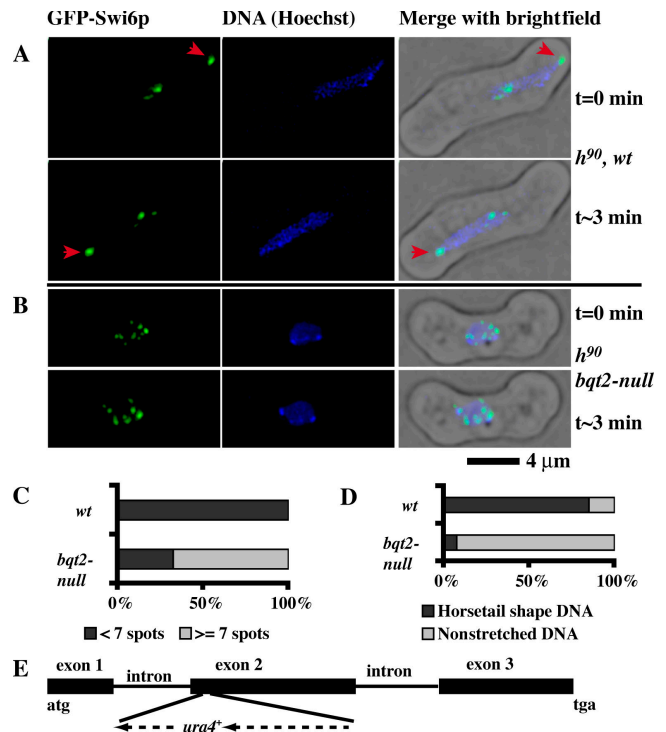 GFP-Swi6p DNA (Hoechst) Merge with brightfield
A
t=0 min
h90, wt
t~3 min
B
t=0 min
h90
bqt2-null
t~3 min
4 μm
C
wt
bqt2-
null
0% 50% 100%
< 7 spots >= 7 spots
D
wt
bqt2-
null
0% 50% 100%
Horsetail shape DNA
Nonstretched DNA
E
exon 1 intron exon 2 intron exon 3
atg tga
ura4+